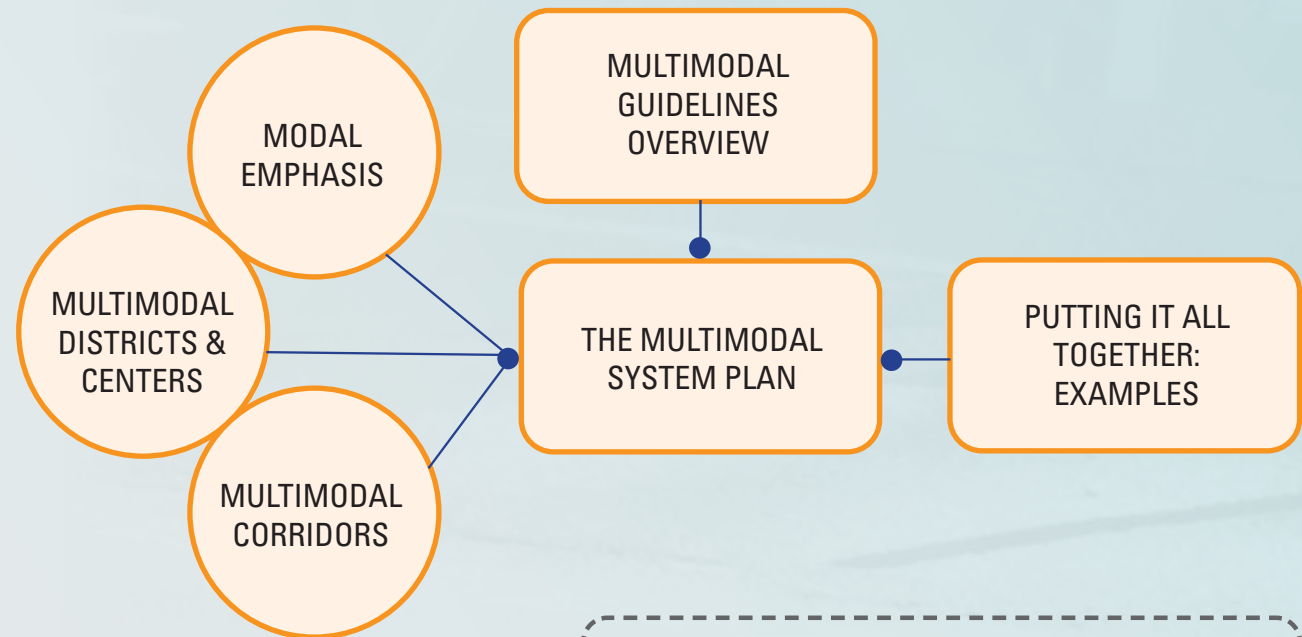 MODAL
EMPHASIS
MULTIMODAL
GUIDELINES
OVERVIEW
MULTIMODAL
DISTRICTS &
CENTERS
THE MULTIMODAL
SYSTEM PLAN
PUTTING IT ALL
TOGETHER:
EXAMPLES
MULTIMODAL
CORRIDORS